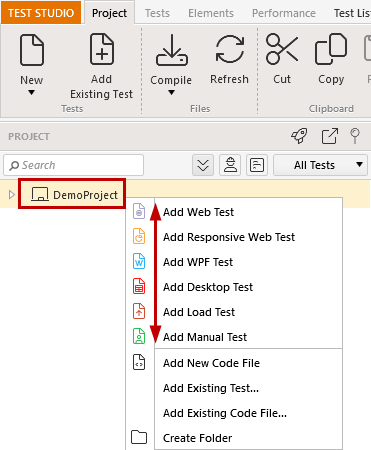 TEST STUDIO Project Tests Elements Performance Test List
New Add Existing Test Compile Refresh Cut Copy
Tests Files Clipboard
PROJECT
Search All Tests
DemoProject
Add Web Test
Add Responsive Web Test
Add WPF Test
Add Desktop Test
Add Load Test
Add Manual Test
Add New Code File
Add Existing Test...
Add Existing Code File...
Create Folder